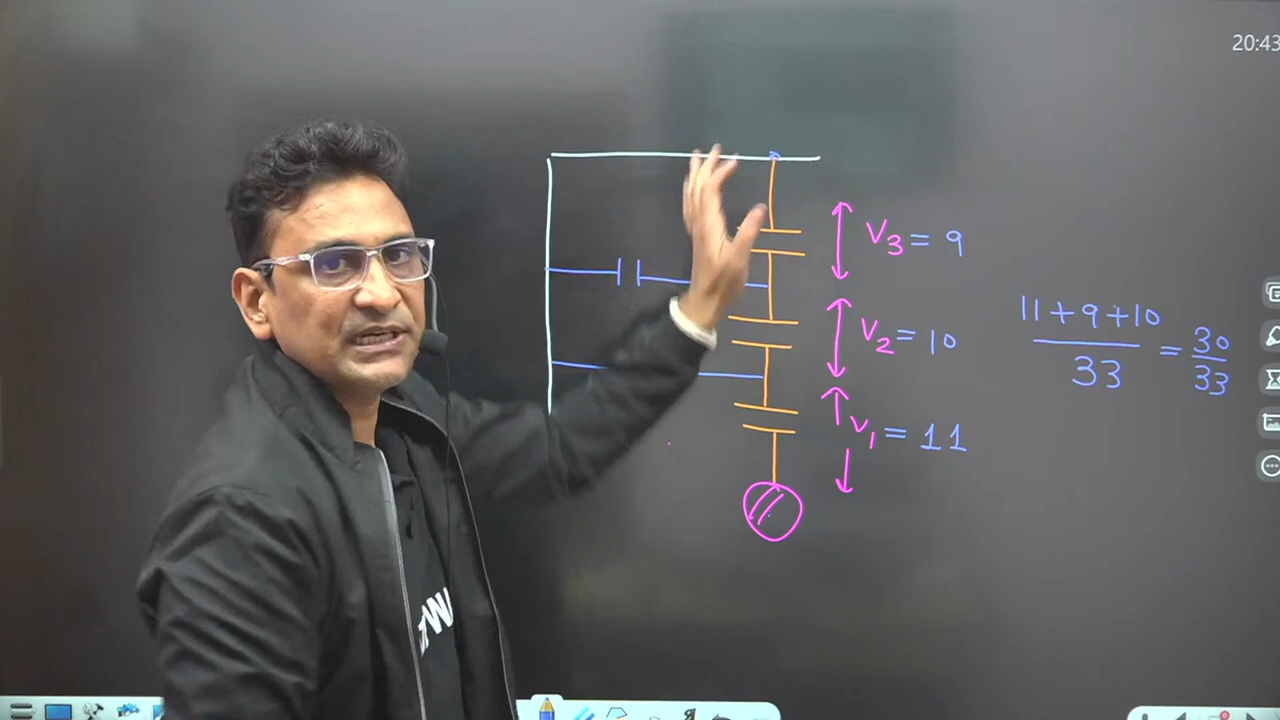 20:43
V3 = 9
11 + 9 + 10 / 33 = 30 / 33
V2 = 10
V1 = 11